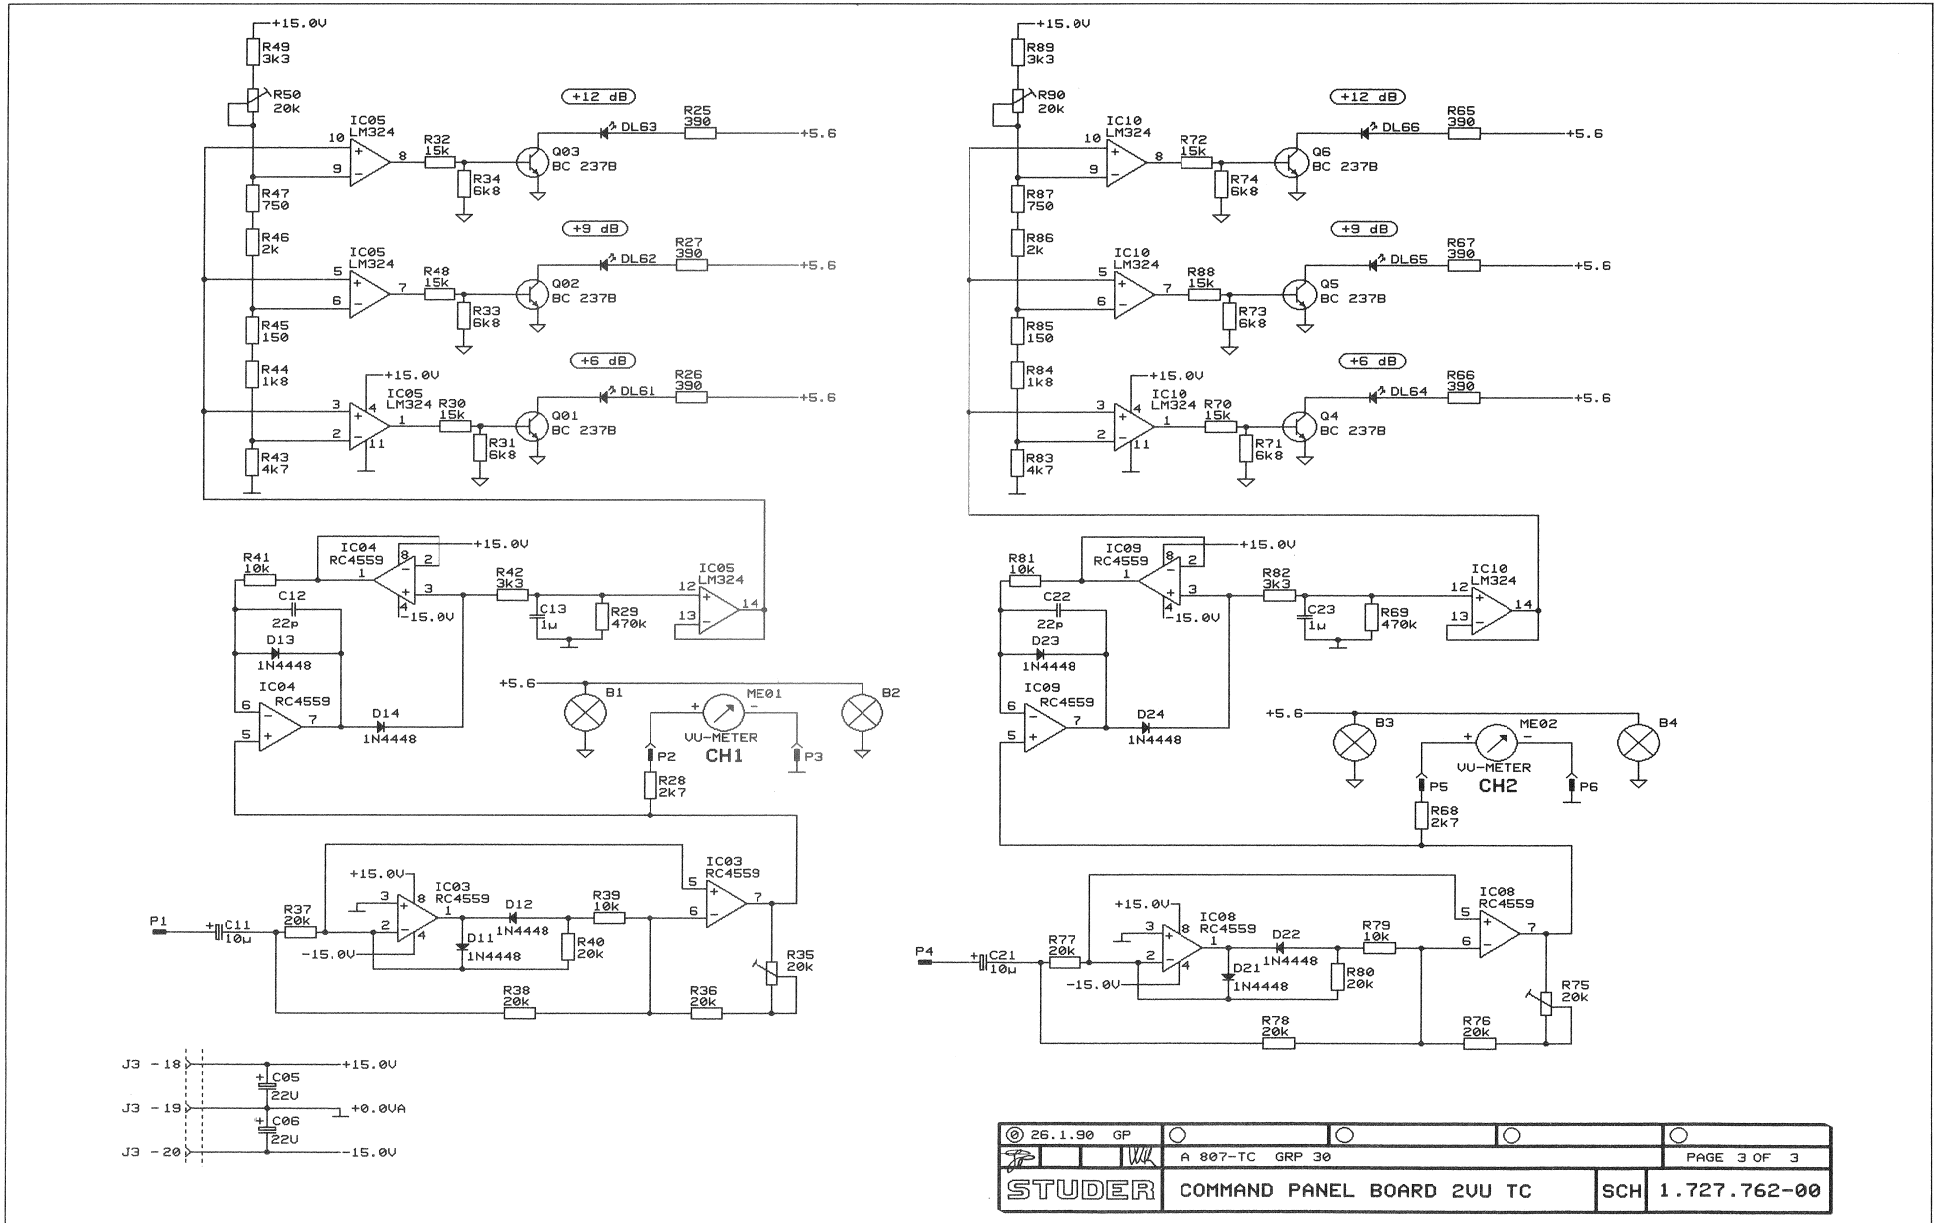 +15.0V
R49
3k3
R50
20k
+12 dB
R25
390
DL63
+5.6
IC05
LM324
10
9
8
R32
15k
Q03
BC 237B
R34
6k8
R47
750
R46
2k
+9 dB
R27
390
DL62
+5.6
IC05
LM324
5
6
7
R48
15k
Q02
BC 237B
R33
6k8
R45
150
R44
1k8
+6 dB
R26
390
DL61
+5.6
+15.0V
IC05
LM324
3
2
4
11
1
R30
15k
Q01
BC 237B
R31
6k8
R43
4k7
+15.0V
R89
3k3
R90
20k
+12 dB
R65
390
DL66
+5.6
IC10
LM324
10
9
8
R72
15k
Q6
BC 237B
R74
6k8
R87
750
R86
2k
+9 dB
R67
390
DL65
+5.6
IC10
LM324
5
6
7
R88
15k
Q5
BC 237B
R73
6k8
R85
150
R84
1k8
+6 dB
R66
390
DL64
+5.6
+15.0V
IC10
LM324
3
2
4
11
1
R70
15k
Q4
BC 237B
R71
6k8
R83
4k7
R41
10k
IC04
RC4559
1
8
2
3
4
+15.0V
-15.0V
R42
3k3
C12
22p
C13
1µ
R29
470k
IC05
LM324
12
13
14
D13
1N4448
IC04
RC4559
6
5
7
D14
1N4448
+5.6
B1
ME01
+
-
VU-METER
CH1
B2
P2
P3
R28
2k7
R81
10k
IC09
RC4559
1
8
2
3
4
+15.0V
-15.0V
R82
3k3
C22
22p
C23
1µ
R69
470k
IC10
LM324
12
13
14
D23
1N4448
IC09
RC4559
6
5
7
D24
1N4448
+5.6
B3
ME02
+
-
VU-METER
CH2
B4
P5
P6
R68
2k7
P1
+
C11
10µ
R37
20k
+15.0V
-15.0V
IC03
RC4559
3
2
8
4
1
D12
1N4448
D11
1N4448
R39
10k
R40
20k
IC03
RC4559
5
6
7
R35
20k
R38
20k
R36
20k
P4
+
C21
10µ
R77
20k
+15.0V
-15.0V
IC08
RC4559
3
2
8
4
1
D22
1N4448
D21
1N4448
R79
10k
R80
20k
IC08
RC4559
5
6
7
R75
20k
R78
20k
R76
20k
J3 -18
+15.0V
+
C05
22U
J3 -19
+0.0VA
+
C06
22U
J3 -20
-15.0V
0 26.1.90 GP
A 807-TC GRP 30
PAGE 3 OF 3
STUDER
COMMAND PANEL BOARD 2VU TC
SCH
1.727.762-00